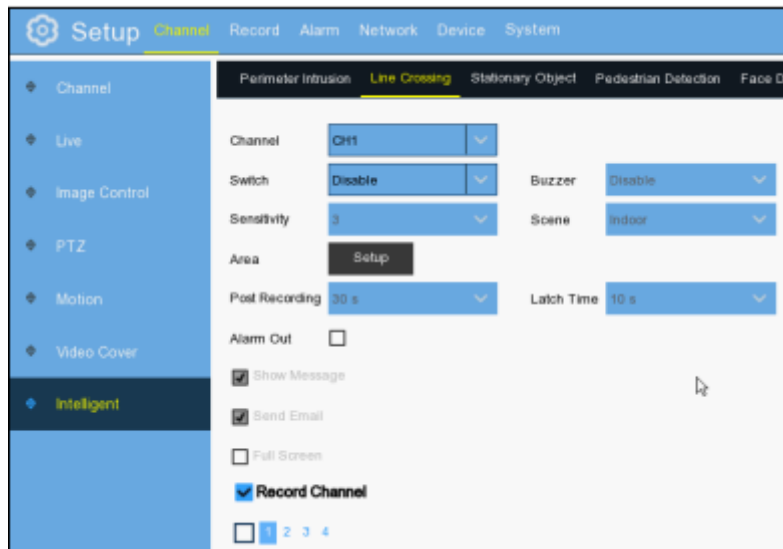 Setup Channel Record Alarm Network Device System
Perimeter Intrusion Line Crossing Stationary Object Pedestrian Detection Face D
Channel
Live
Image Control
PTZ
Motion
Video Cover
Intelligent
Channel CH1
Switch Disable Buzzer Disable
Sensitivity 3 Scene Indoor
Area Setup
Post Recording 30 s Latch Time 10 s
Alarm Out
Show Message
Send Email
Full Screen
Record Channel
1 2 3 4